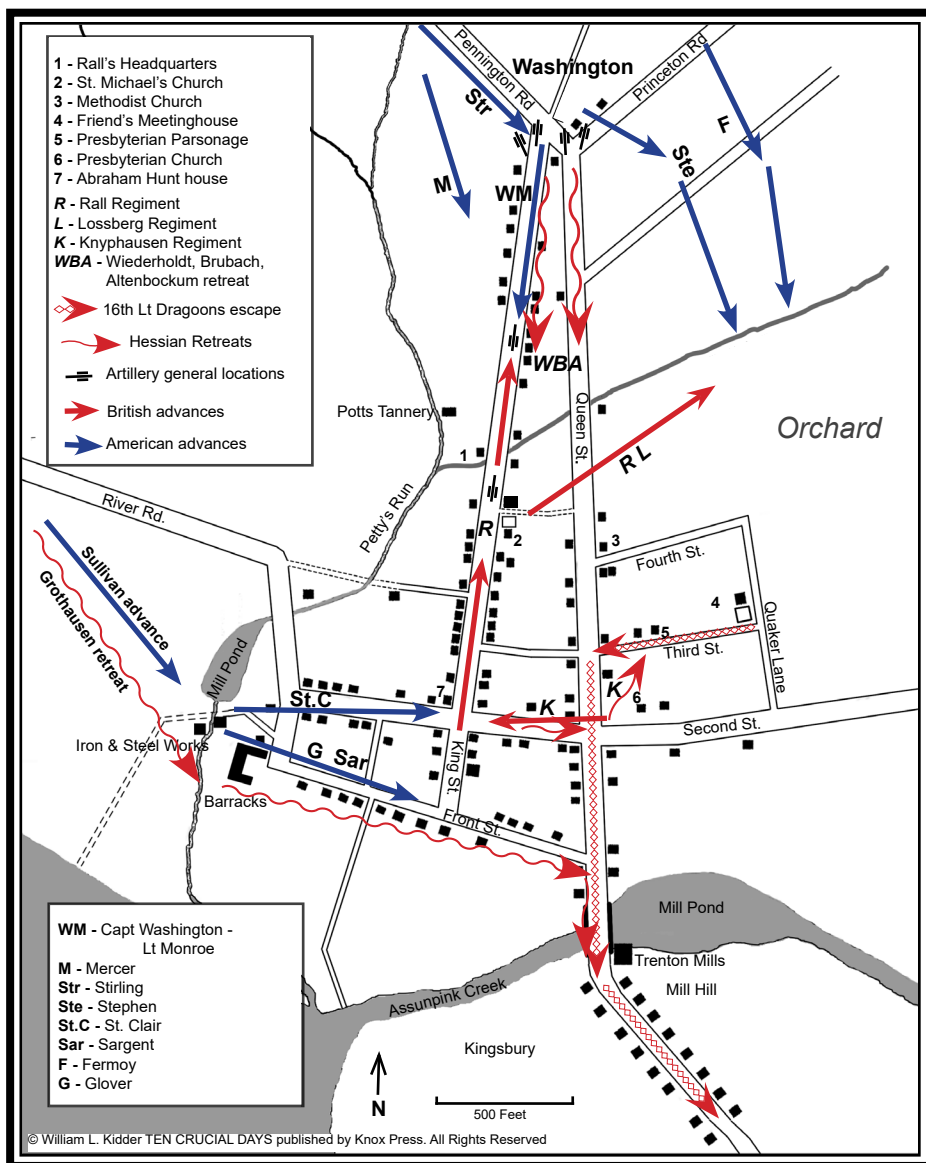 1 - Rall's Headquarters
2 - St. Michael's Church
3 - Methodist Church
4 - Friend's Meetinghouse
5 - Presbyterian Parsonage
6 - Presbyterian Church
7 - Abraham Hunt house
R - Rall Regiment
L - Lossberg Regiment
K - Knyphausen Regiment
WBA - Wiederholdt, Brubach,
Altenbockum retreat
16th Lt Dragoons escape
Hessian Retreats
Artillery general locations
British advances
American advances
Pennington Rd
Washington
Princeton Rd
Str
F
M
WM
Ste
WBA
Potts Tannery
Queen St.
Orchard
1
R L
River Rd.
Petty's Run
R
2
3
Fourth St.
Sullivan advance
Grothausen retreat
4
5
Quaker Lane
Third St.
Mill Pond
St.C
7
K
K
6
Second St.
Iron & Steel Works
G Sar
King St.
Barracks
Front St.
Mill Pond
Trenton Mills
Mill Hill
Assunpink Creek
Kingsbury
WM - Capt Washington -
Lt Monroe
M - Mercer
Str - Stirling
Ste - Stephen
St.C - St. Clair
Sar - Sargent
F - Fermoy
G - Glover
N
500 Feet
© William L. Kidder TEN CRUCIAL DAYS published by Knox Press. All Rights Reserved